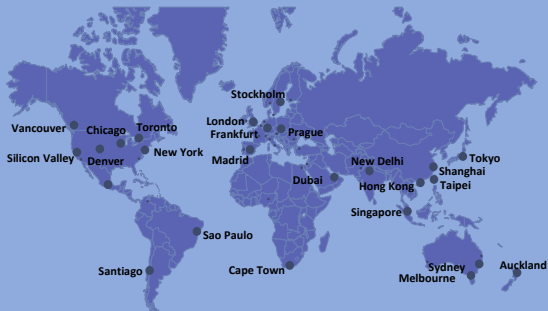 Stockholm
Vancouver
Chicago
Toronto
London
Frankfurt
Prague
Silicon Valley
Denver
New York
Madrid
New Delhi
Tokyo
Shanghai
Dubai
Hong Kong
Taipei
Singapore
Sao Paulo
Santiago
Cape Town
Sydney
Auckland
Melbourne